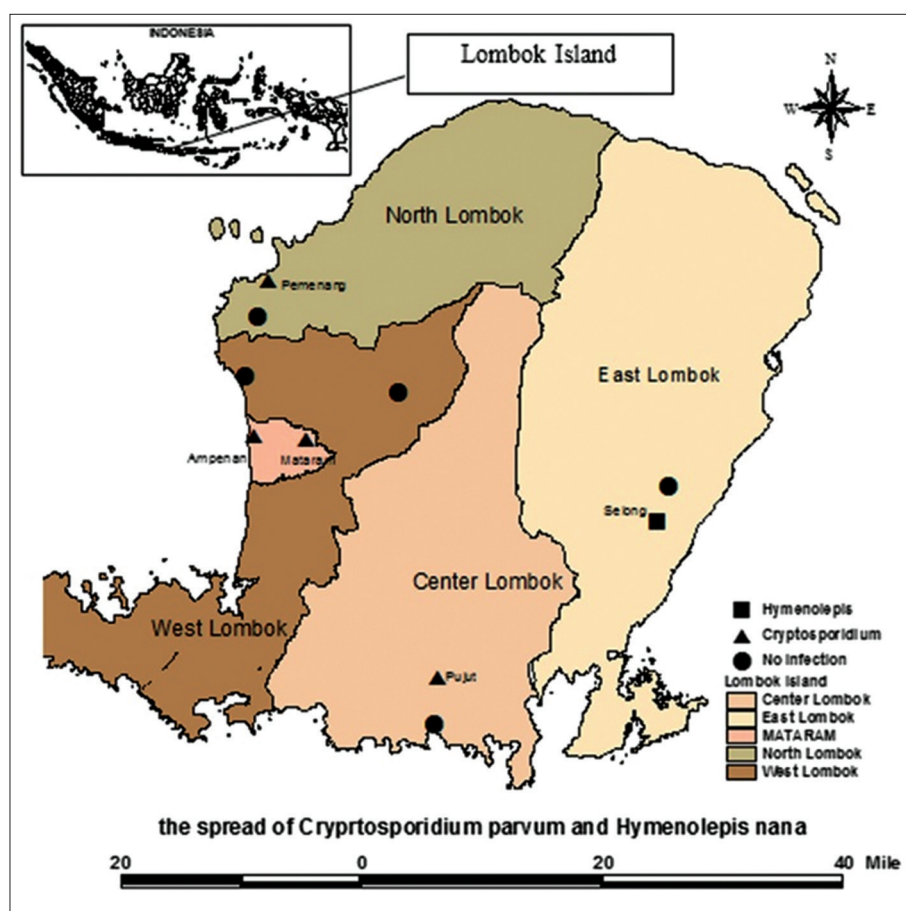 INDONESIA
Lombok Island
N
W E
S
North Lombok
Pemenang
East Lombok
Ampenan
Mataram
Selong
Center Lombok
West Lombok
Pujut
Hymenolepis
Cryptosporidium
No infection
Lombok Island
Center Lombok
East Lombok
MATARAM
North Lombok
West Lombok
the spread of Cryprtosporidium parvum and Hymenolepis nana
20 0 20 40 Mile